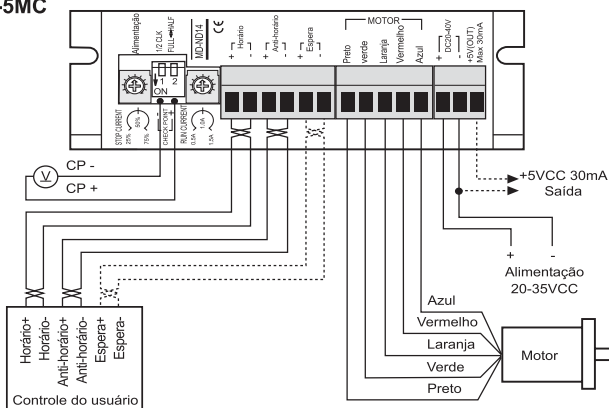 -5MC
Alimentação
1/2 CLK
FULL HALF
MD-ND14
CE
Horário
+ -
Anti-horário
+ -
Espera
+ -
MOTOR
Preto
verde
Laranja
Vermelho
Azul
DC20-40V
+ -
+5V(OUT)
Max 30mA
1 2
ON
STOP CURRENT
25%
50%
75%
- CHECK POINT +
RUN CURRENT
0.5A
1.0A
1.5A
CP -
V
CP +
+5VCC 30mA
Saída
+ -
Alimentação
20-35VCC
Horário+
Horário-
Anti-horário+
Anti-horário-
Espera+
Espera-
Controle do usuário
Azul
Vermelho
Laranja
Verde
Preto
Motor